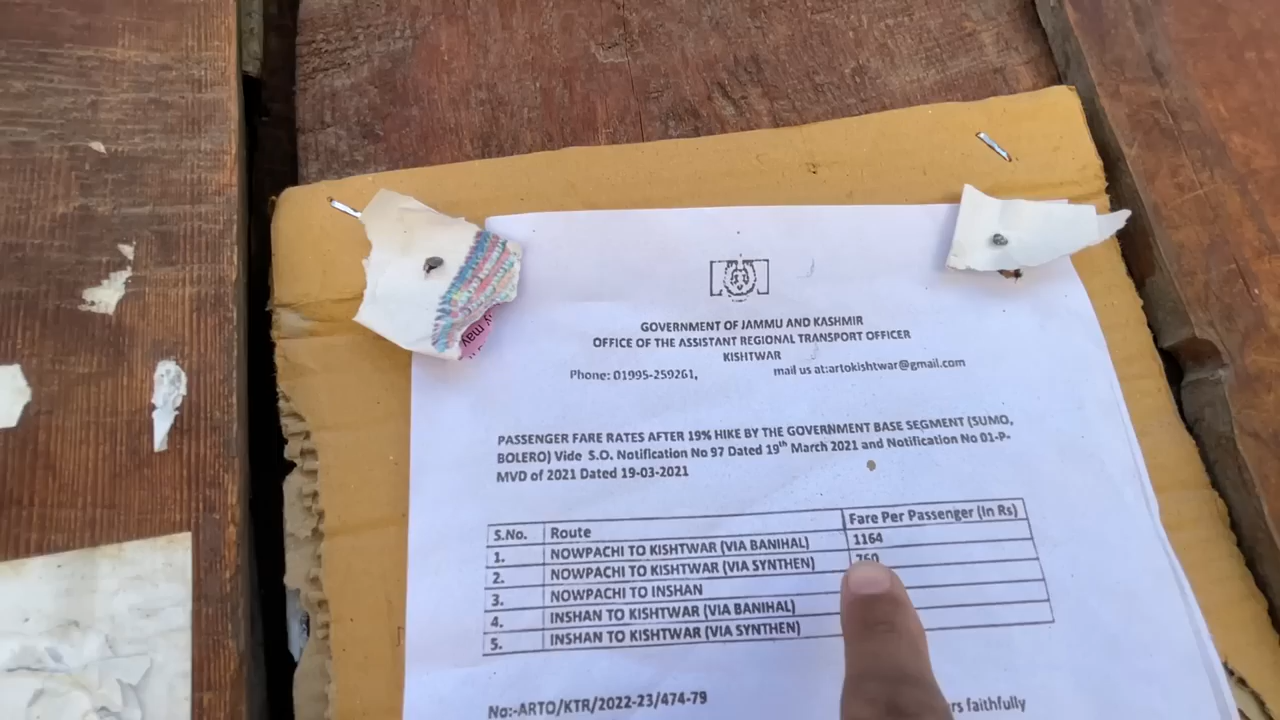 GOVERNMENT OF JAMMU AND KASHMIR
OFFICE OF THE ASSISTANT REGIONAL TRANSPORT OFFICER
KISHTWAR
Phone: 01995-259261, mail us at:artokishtwar@gmail.com
PASSENGER FARE RATES AFTER 19% HIKE BY THE GOVERNMENT BASE SEGMENT (SUMO,
BOLERO) Vide S.O. Notification No 97 Dated 19th March 2021 and Notification No 01-P-
MVD of 2021 Dated 19-03-2021
S.No. Route Fare Per Passenger (In Rs)
1. NOWPACHI TO KISHTWAR (VIA BANIHAL) 1164
2. NOWPACHI TO KISHTWAR (VIA SYNTHEN) 760
3. NOWPACHI TO INSHAN
4. INSHAN TO KISHTWAR (VIA BANIHAL)
5. INSHAN TO KISHTWAR (VIA SYNTHEN)
No:-ARTO/KTR/2022-23/474-79 faithfully
may